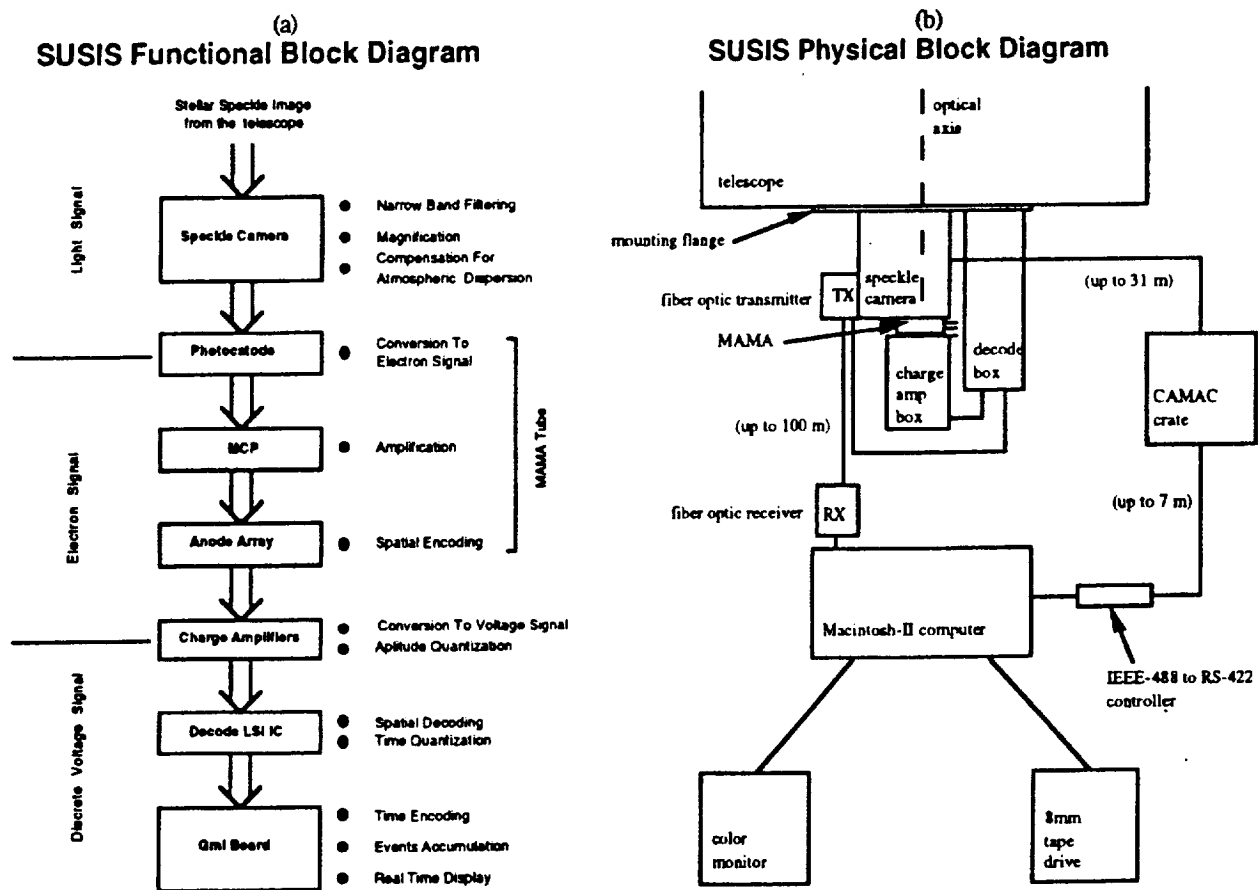 (a)
SUSIS Functional Block Diagram
Stellar Speckle Image
from the telescope
Light Signal
Speckle Camera
Narrow Band Filtering
Magnification
Compensation For
Atmospheric Dispersion
Photocatode
Conversion To
Electron Signal
MCP
Amplification
MAMA Tube
Electron Signal
Anode Array
Spatial Encoding
Charge Amplifiers
Conversion To Voltage Signal
Aplitude Quantization
Discrete Voltage Signal
Decode LSI IC
Spatial Decoding
Time Quantization
Qml Board
Time Encoding
Events Accumulation
Real Time Display
(b)
SUSIS Physical Block Diagram
optical
axis
telescope
mounting flange
speckle
camera
(up to 31 m)
fiber optic transmitter
TX
MAMA
charge
amp
box
decode
box
CAMAC
crate
(up to 100 m)
(up to 7 m)
fiber optic receiver
RX
Macintosh-II computer
IEEE-488 to RS-422
controller
color
monitor
8mm
tape
drive